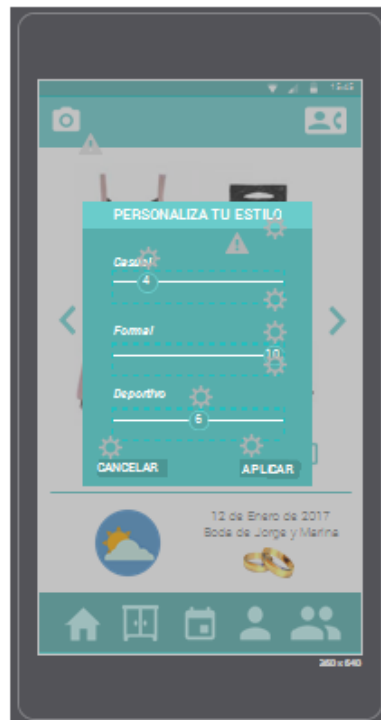 PERSONALIZA TU ESTILO
Casual
4
Formal
10
Deportivo
6
CANCELAR
APLICAR
12 de Enero de 2017
Boda de Jorge y Marina
360 x 640